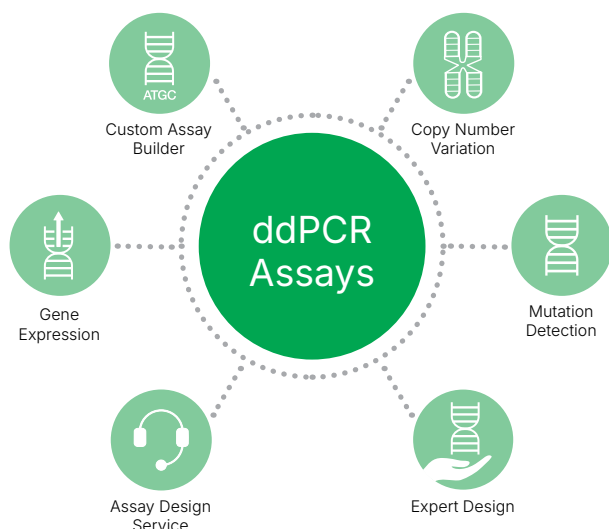 ATGC
Custom Assay
Builder
Copy Number
Variation
ddPCR
Assays
Gene
Expression
Mutation
Detection
Assay Design
Service
Expert Design